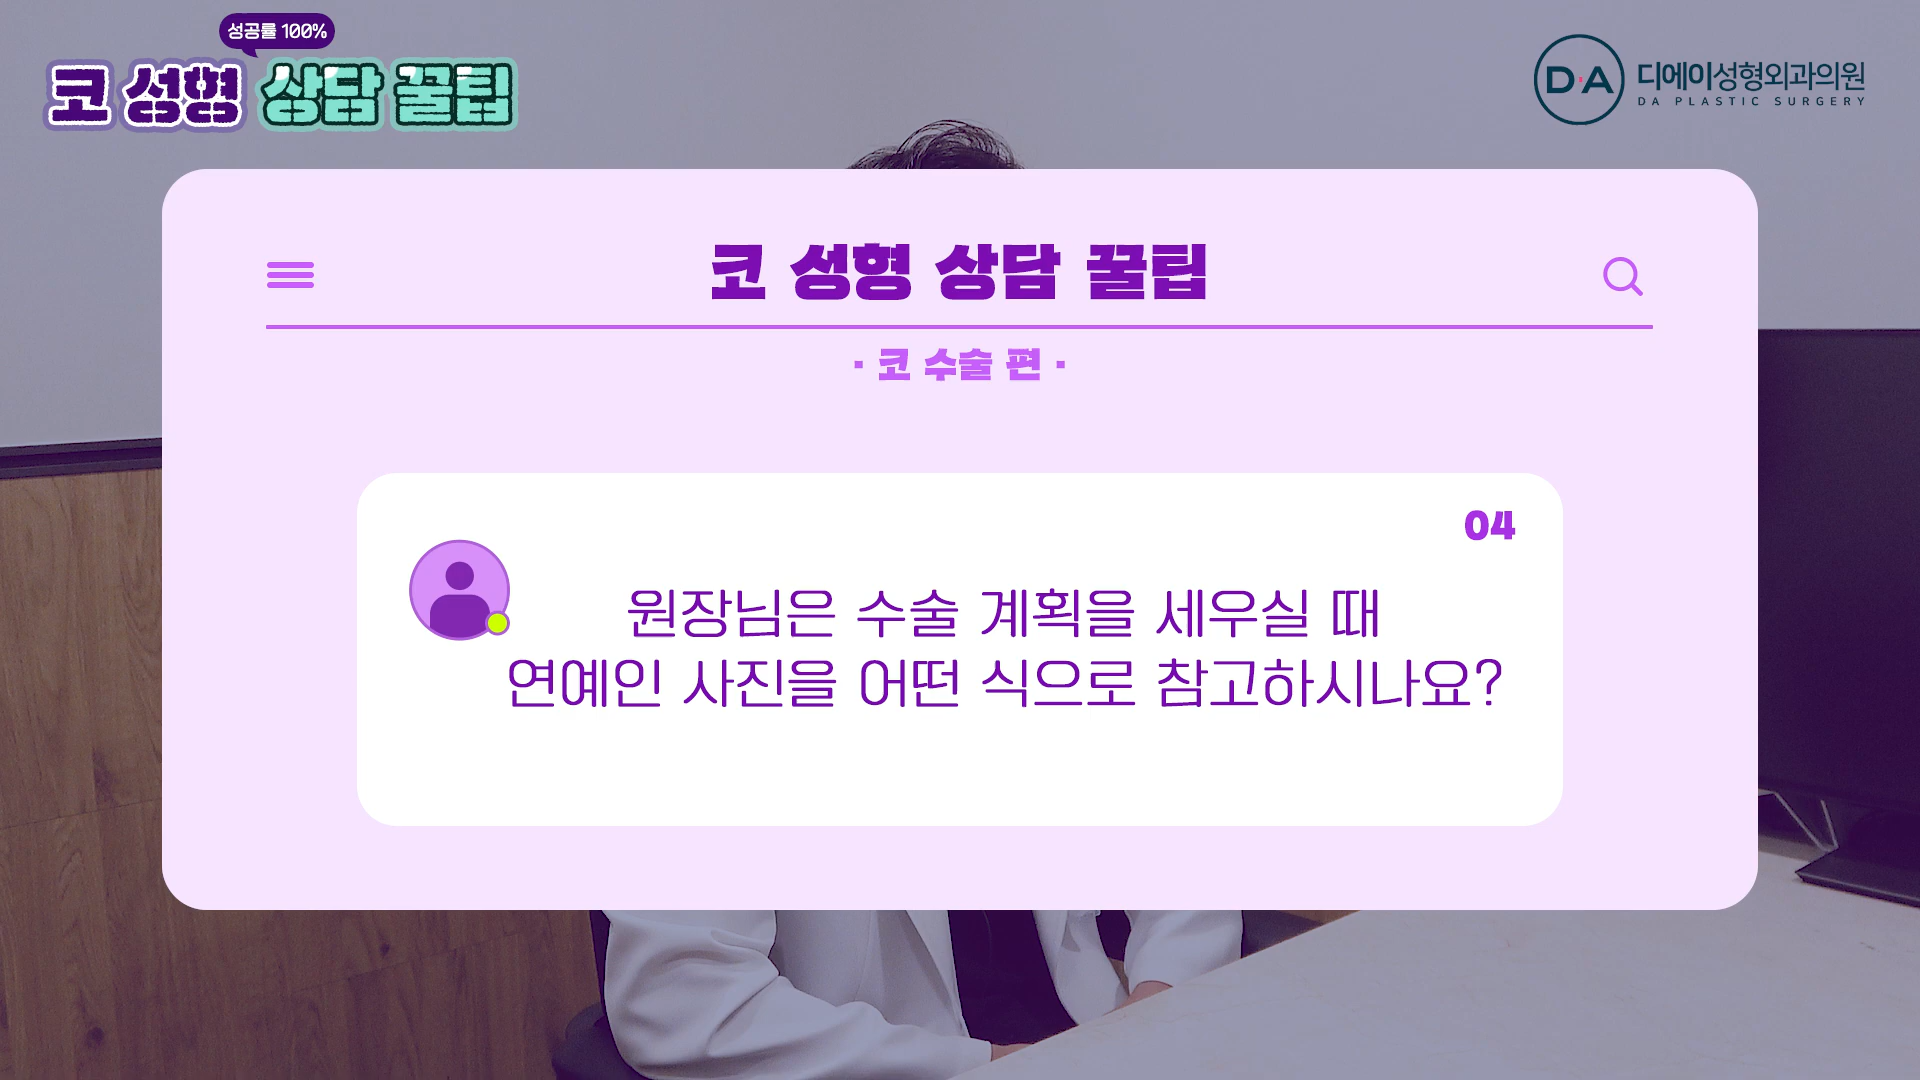 성공률 100%
코 성형 상담 꿀팁
D·A 디에이성형외과의원
DA PLASTIC SURGERY
코 성형 상담 꿀팁
· 코 수술 편 ·
04
원장님은 수술 계획을 세우실 때
연예인 사진을 어떤 식으로 참고하시나요?